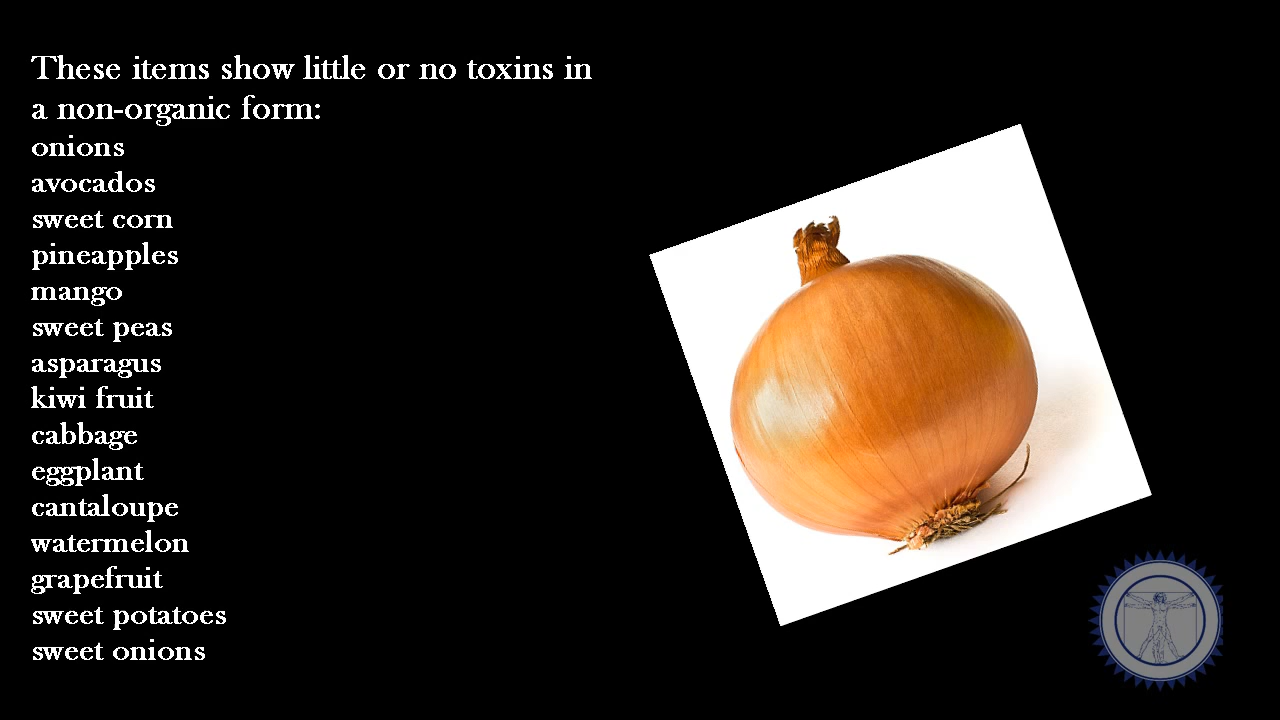 These items show little or no toxins in
a non-organic form:
onions
avocados
sweet corn
pineapples
mango
sweet peas
asparagus
kiwi fruit
cabbage
eggplant
cantaloupe
watermelon
grapefruit
sweet potatoes
sweet onions